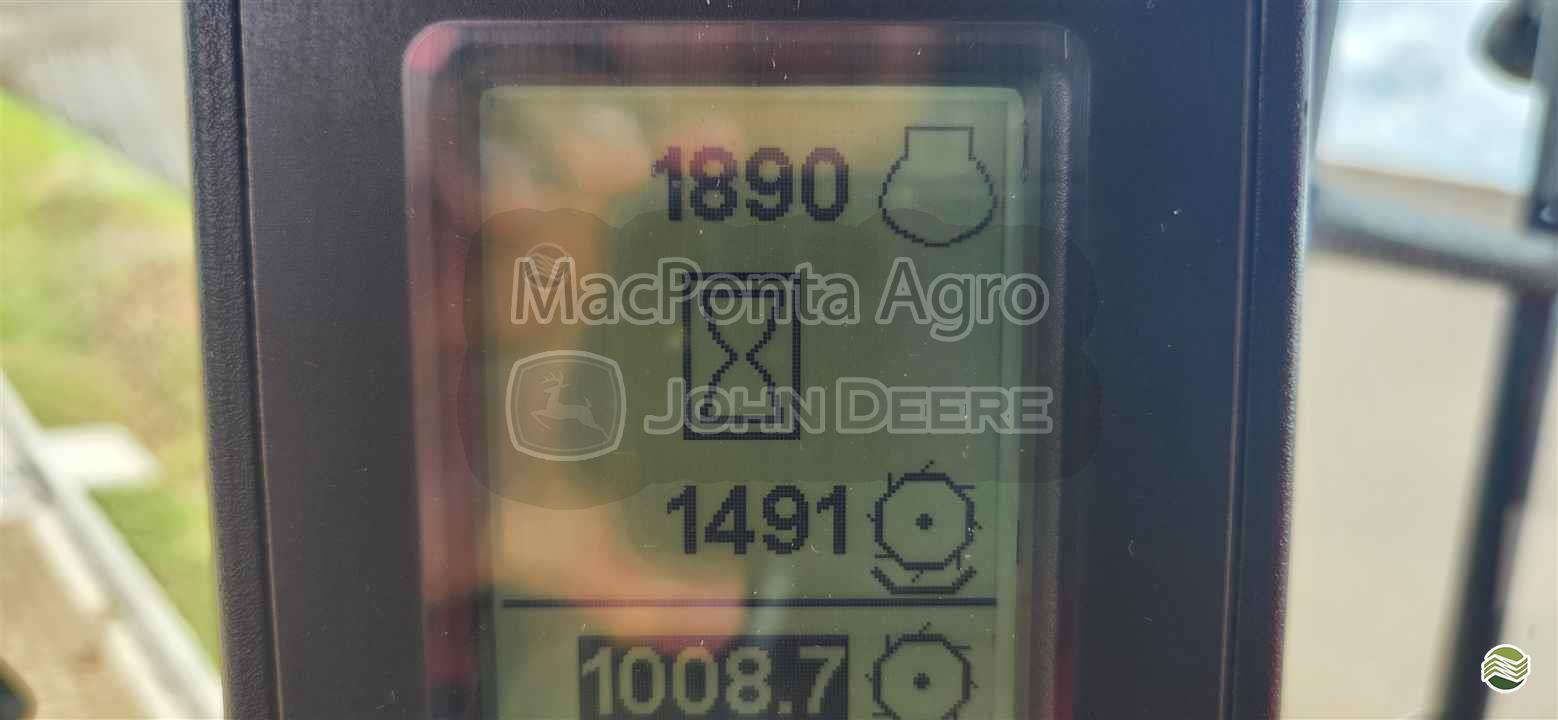 1890
MacPonta Agro
JOHN DEERE
1491
1008.7